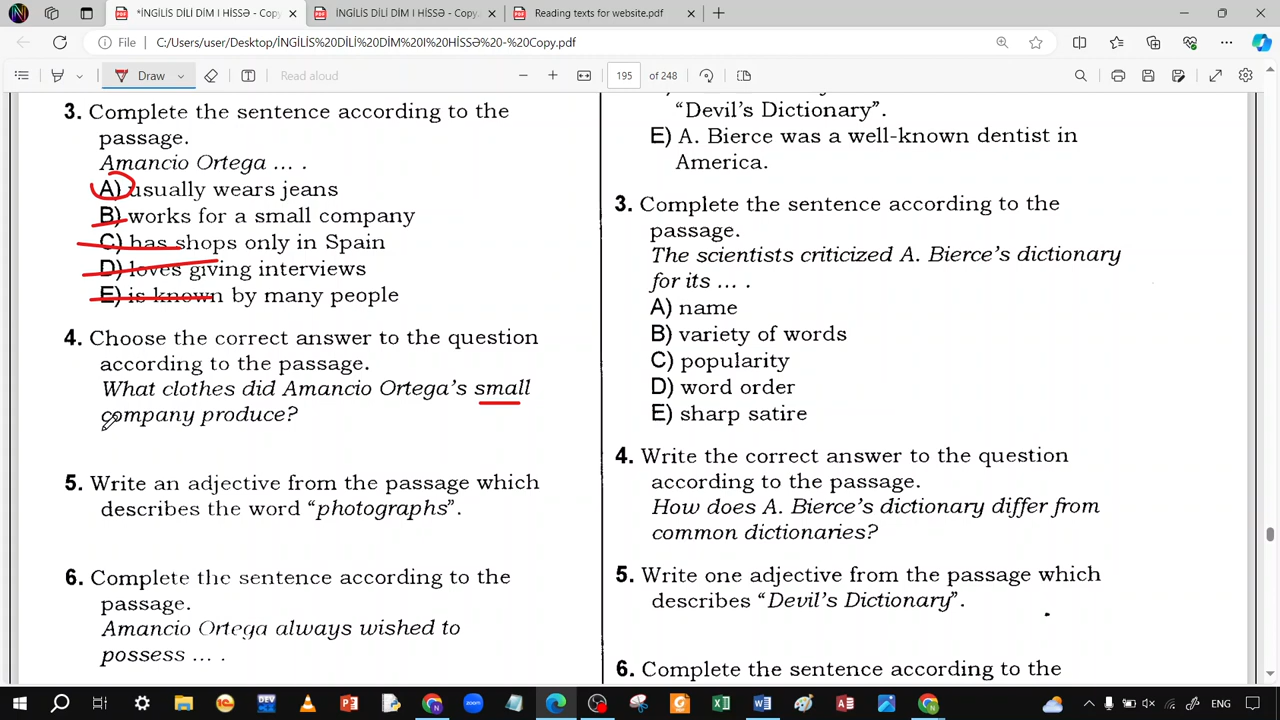 *İNGİLİS DİLİ DİM I HİSSƏ - Copy
İNGİLİS DİLİ DİM I HİSSƏ - Copy
Reading texts for website.pdf
File
C:/Users/user/Desktop/İNGİLİS%20DİLİ%20DİM%20I%20HİSSƏ%20-%20Copy.pdf
Draw
Read aloud
195
of 248
3. Complete the sentence according to the
passage.
Amancio Ortega ... .
A) usually wears jeans
B) works for a small company
C) has shops only in Spain
D) loves giving interviews
E) is known by many people
4. Choose the correct answer to the question
according to the passage.
What clothes did Amancio Ortega's small
company produce?
5. Write an adjective from the passage which
describes the word "photographs".
6. Complete the sentence according to the
passage.
Amancio Ortega always wished to
possess ... .
"Devil's Dictionary".
E) A. Bierce was a well-known dentist in
America.
3. Complete the sentence according to the
passage.
The scientists criticized A. Bierce's dictionary
for its ... .
A) name
B) variety of words
C) popularity
D) word order
E) sharp satire
4. Write the correct answer to the question
according to the passage.
How does A. Bierce's dictionary differ from
common dictionaries?
5. Write one adjective from the passage which
describes "Devil's Dictionary".
6. Complete the sentence according to the
ENG